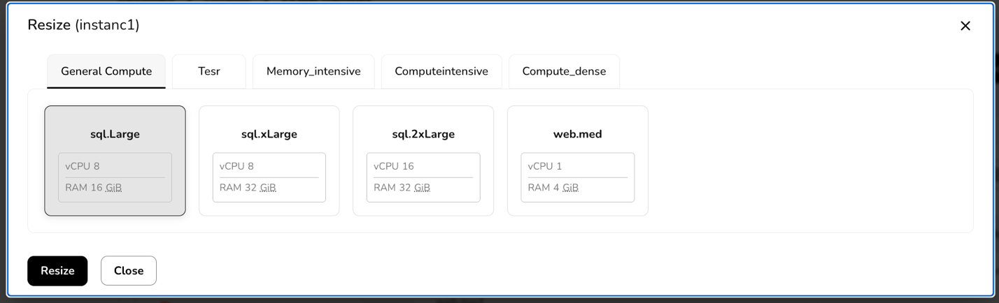 Resize (instanc1)
General Compute Tesr Memory_intensive Computeintensive Compute_dense
sql.Large sql.xLarge sql.2xLarge web.med
vCPU 8 vCPU 8 vCPU 16 vCPU 1
RAM 16 GiB RAM 32 GiB RAM 32 GiB RAM 4 GiB
Resize Close